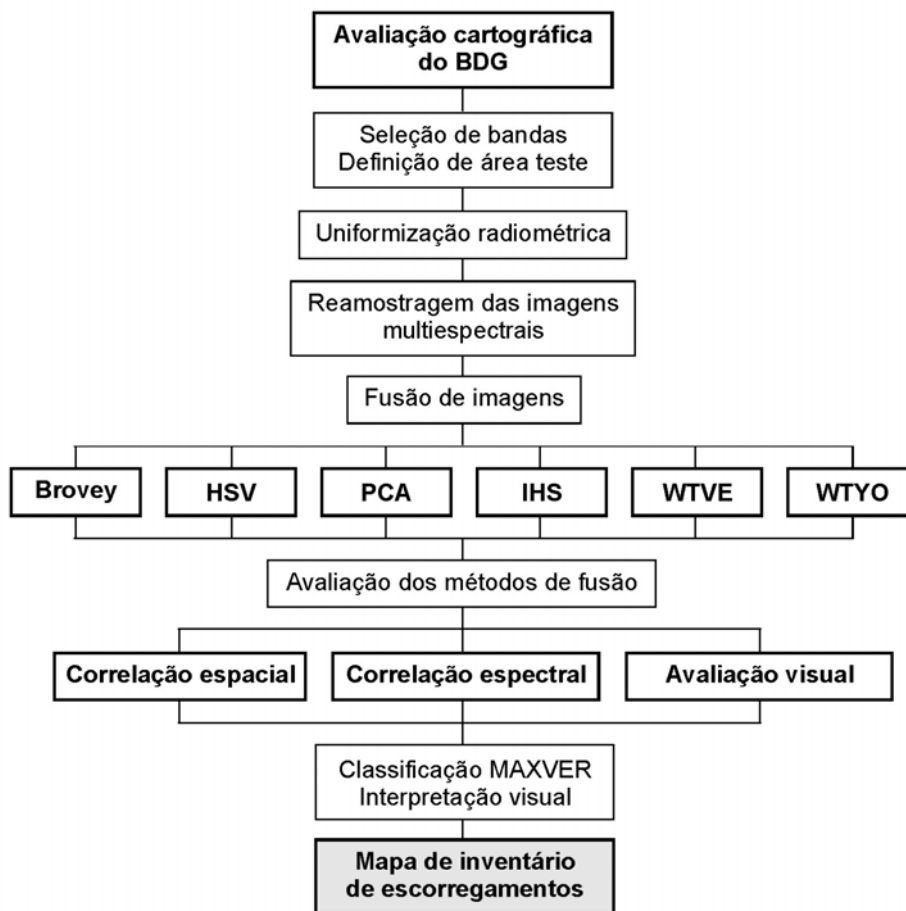 Avaliação cartográfica
do BDG
Seleção de bandas
Definição de área teste
Uniformização radiométrica
Reamostragem das imagens
multiespectrais
Fusão de imagens
Brovey
HSV
PCA
IHS
WTVE
WTYO
Avaliação dos métodos de fusão
Correlação espacial
Correlação espectral
Avaliação visual
Classificação MAXVER
Interpretação visual
Mapa de inventário
de escorregamentos